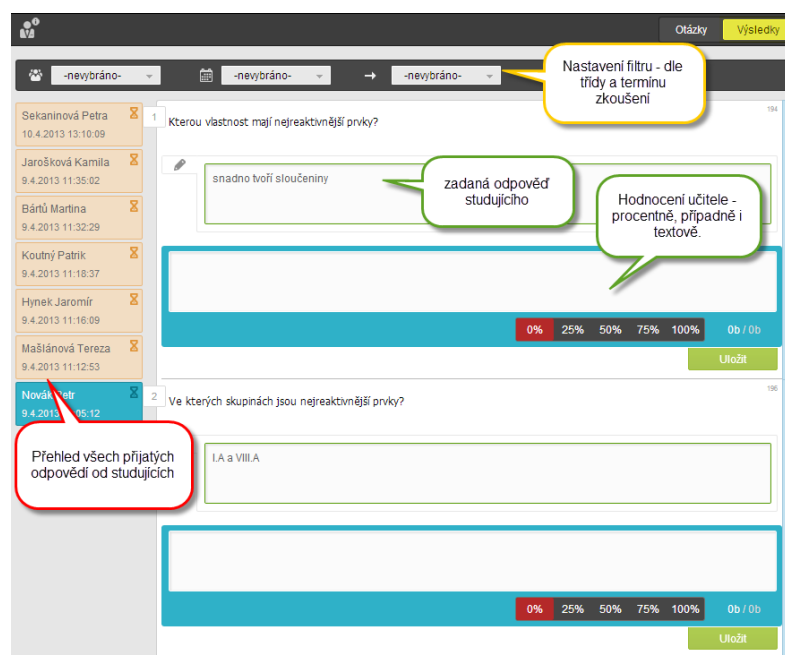 Otázky Výsledky
-nevybráno- -nevybráno- → -nevybráno-
Nastavení filtru - dle
třídy a termínu
zkoušení
Sekaninová Petra
10.4.2013 13:10:09
Jarošková Kamila
9.4.2013 11:35:02
Bártů Martina
9.4.2013 11:32:29
Koutný Patrik
9.4.2013 11:18:37
Hynek Jaromír
9.4.2013 11:16:09
Mašlánová Tereza
9.4.2013 11:12:53
Novák Petr
9.4.2013 05:12
Přehled všech přijatých
odpovědí od studujících
1 Kterou vlastnost mají nejreaktivnější prvky? 194
snadno tvoří sloučeniny
zadaná odpověď
studujícího
Hodnocení učitele -
procentně, případně i
textově.
0% 25% 50% 75% 100% 0b / 0b
Uložit
2 Ve kterých skupinách jsou nejreaktivnější prvky? 196
I.A a VIII.A
0% 25% 50% 75% 100% 0b / 0b
Uložit